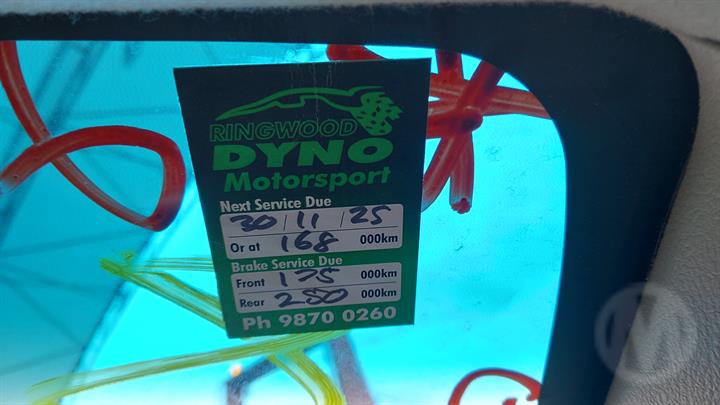 RINGWOOD
DYNO
Motorsport
Next Service Due
30/11/25
Or at 168 000km
Brake Service Due
Front 175 000km
Rear 250 000km
Ph 9870 0260